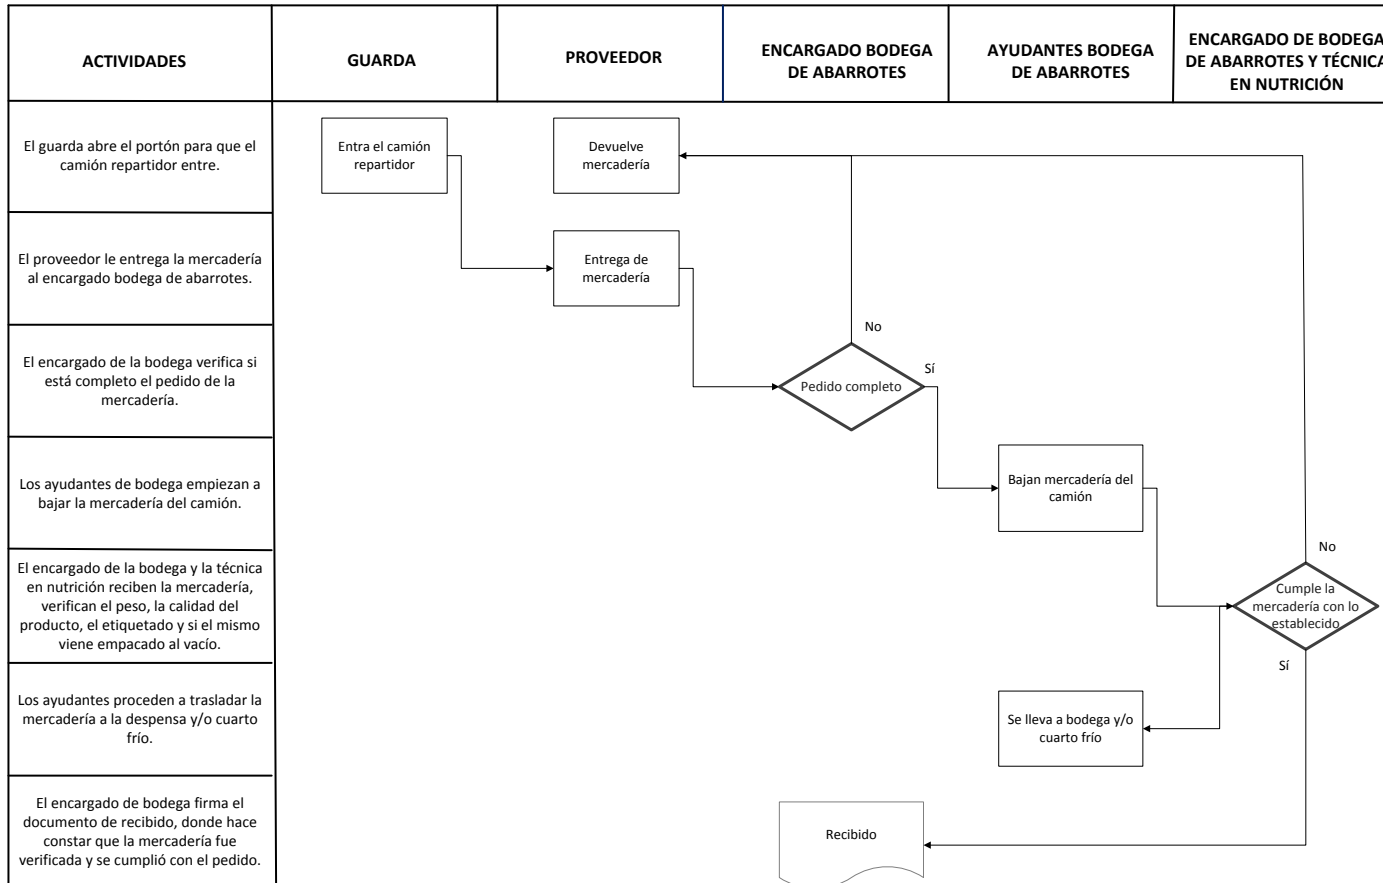 ACTIVIDADES
GUARDA
PROVEEDOR
ENCARGADO BODEGA
DE ABARROTES
AYUDANTES BODEGA
DE ABARROTES
ENCARGADO DE BODEGA
DE ABARROTES Y TÉCNICA
EN NUTRICIÓN
El guarda abre el portón para que el
camión repartidor entre.
Entra el camión
repartidor
Devuelve
mercadería
El proveedor le entrega la mercadería
al encargado bodega de abarrotes.
Entrega de
mercadería
El encargado de la bodega verifica si
está completo el pedido de la
mercadería.
No
Pedido completo
Sí
Los ayudantes de bodega empiezan a
bajar la mercadería del camión.
Bajan mercadería del
camión
El encargado de la bodega y la técnica
en nutrición reciben la mercadería,
verifican el peso, la calidad del
producto, el etiquetado y si el mismo
viene empacado al vacío.
No
Cumple la
mercadería con lo
establecido
Sí
Los ayudantes proceden a trasladar la
mercadería a la despensa y/o cuarto
frío.
Se lleva a bodega y/o
cuarto frío
El encargado de bodega firma el
documento de recibido, donde hace
constar que la mercadería fue
verificada y se cumplió con el pedido.
Recibido